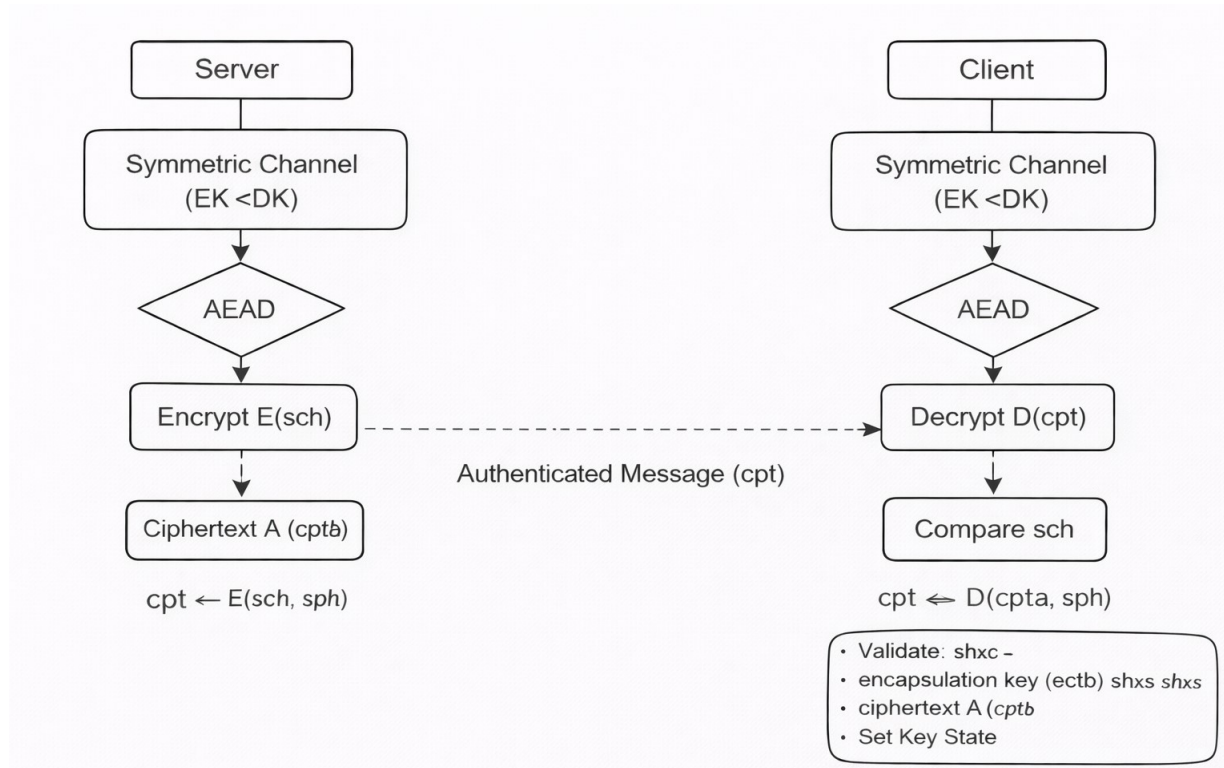 Server
Client
Symmetric Channel
(EK <DK)
Symmetric Channel
(EK <DK)
AEAD
AEAD
Encrypt E(sch)
Decrypt D(cpt)
Authenticated Message (cpt)
Ciphertext A (cptb)
Compare sch
cpt ← E(sch, sph)
cpt ⇐ D(cpta, sph)
• Validate: shxc –
• encapsulation key (ectb) shxs shxs
• ciphertext A (cptb
• Set Key State